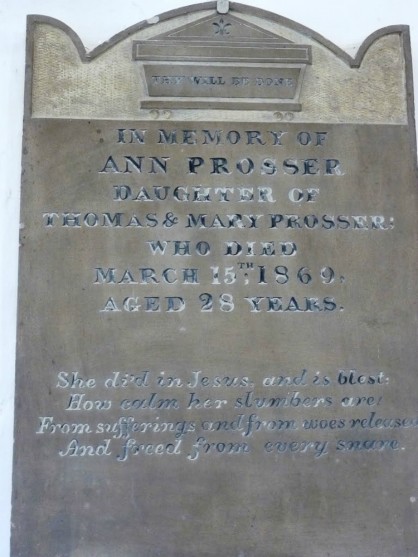 THY WILL BE DONE
IN MEMORY OF
ANN PROSSER
DAUGHTER OF
THOMAS & MARY PROSSER;
WHO DIED
MARCH 15TH; 1869,
AGED 28 YEARS.
She di'd in Jesus, and is blest;
How calm her slumbers are!
From sufferings and from woes released
And freed from every snare.